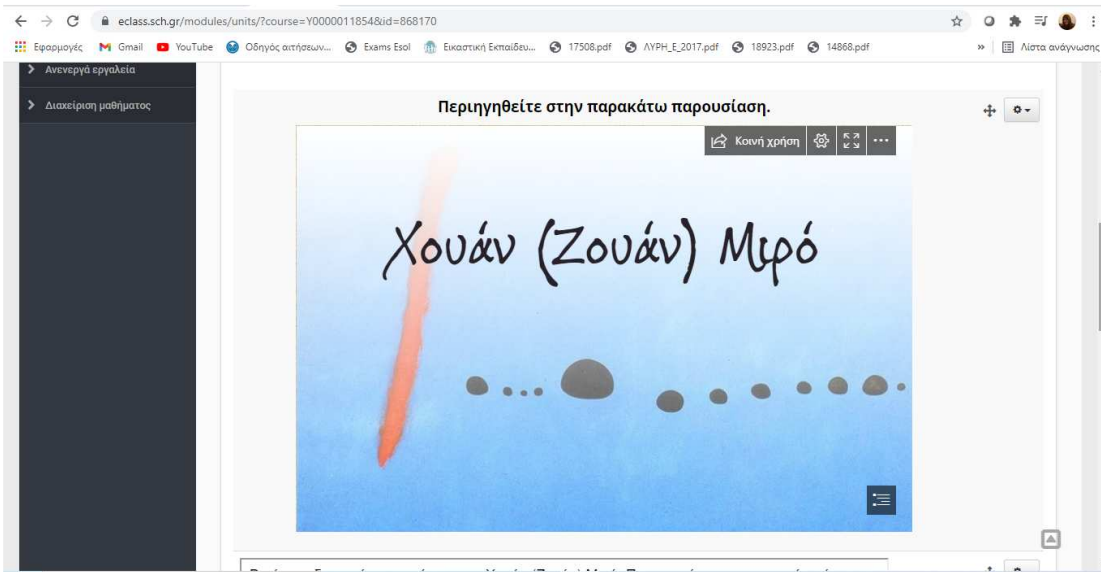 eclass.sch.gr/modules/units/?course=Y0000011854&id=868170
Εφαρμογές Gmail YouTube Οδηγός αιτήσεων... Exams Esol Εικαστική Εκπαίδευ... 17508.pdf ΛΥΡΗ_Ε_2017.pdf 18923.pdf 14868.pdf » Λίστα ανάγνωσης
Ανενεργά εργαλεία
Διαχείριση μαθήματος
Περιηγηθείτε στην παρακάτω παρουσίαση.
Κοινή χρήση
Χουάν (Ζουάν) Μιρό